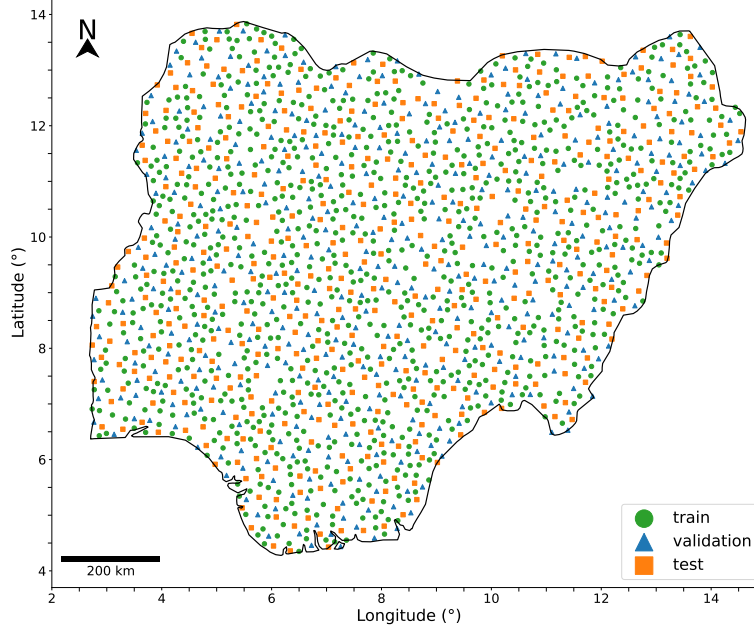 14
N
12
10
Latitude (°)
8
6
train
validation
test
4
200 km
2 4 6 8 10 12 14
Longitude (°)